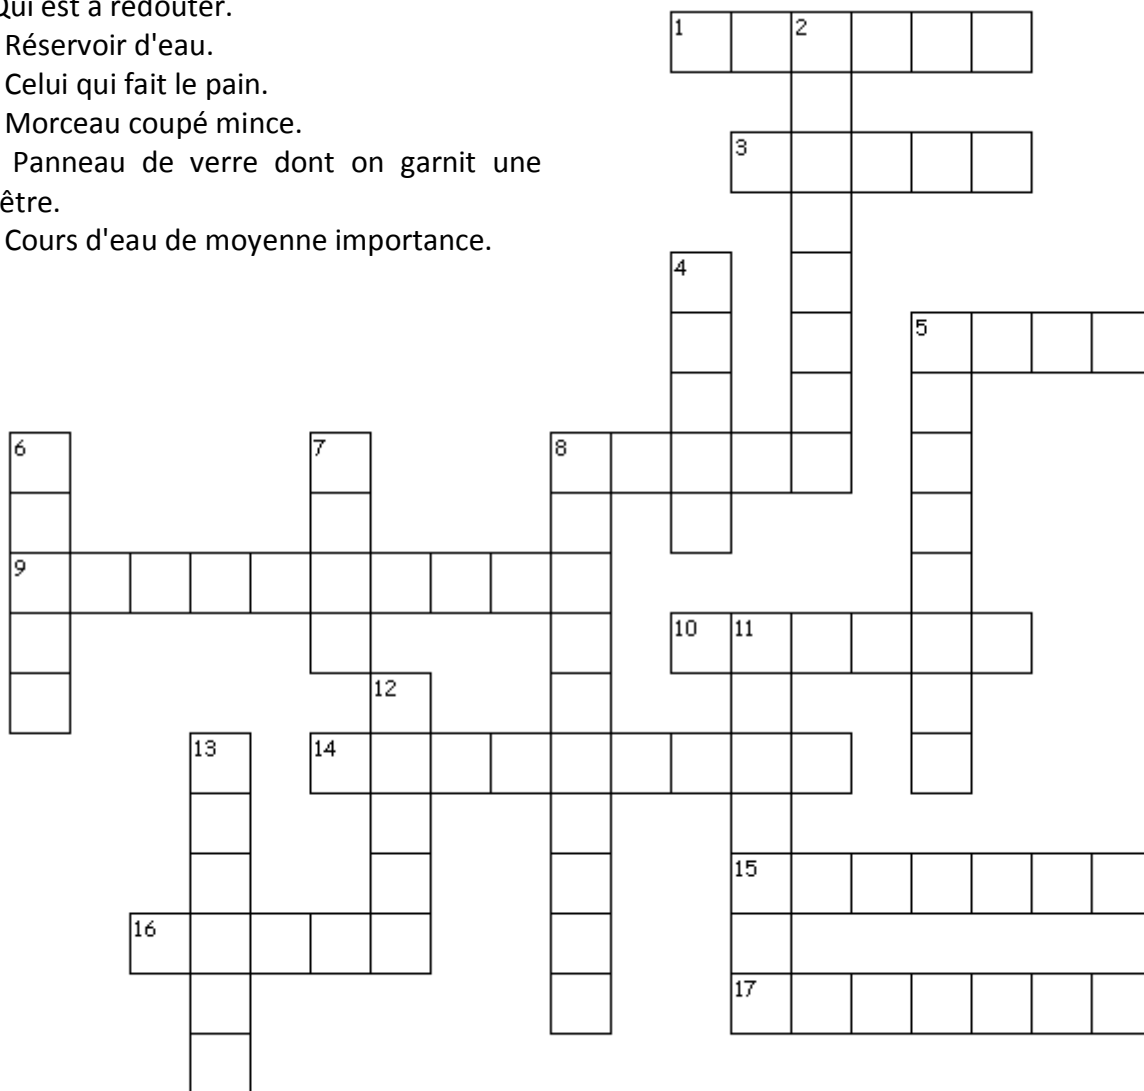 Qui est à redouter.
Réservoir d'eau.
Celui qui fait le pain.
Morceau coupé mince.
Panneau de verre dont on garnit une
être.
Cours d'eau de moyenne importance.
1 2
3
4
5
6 7 8
9
10 11
12
13 14
15
16
17